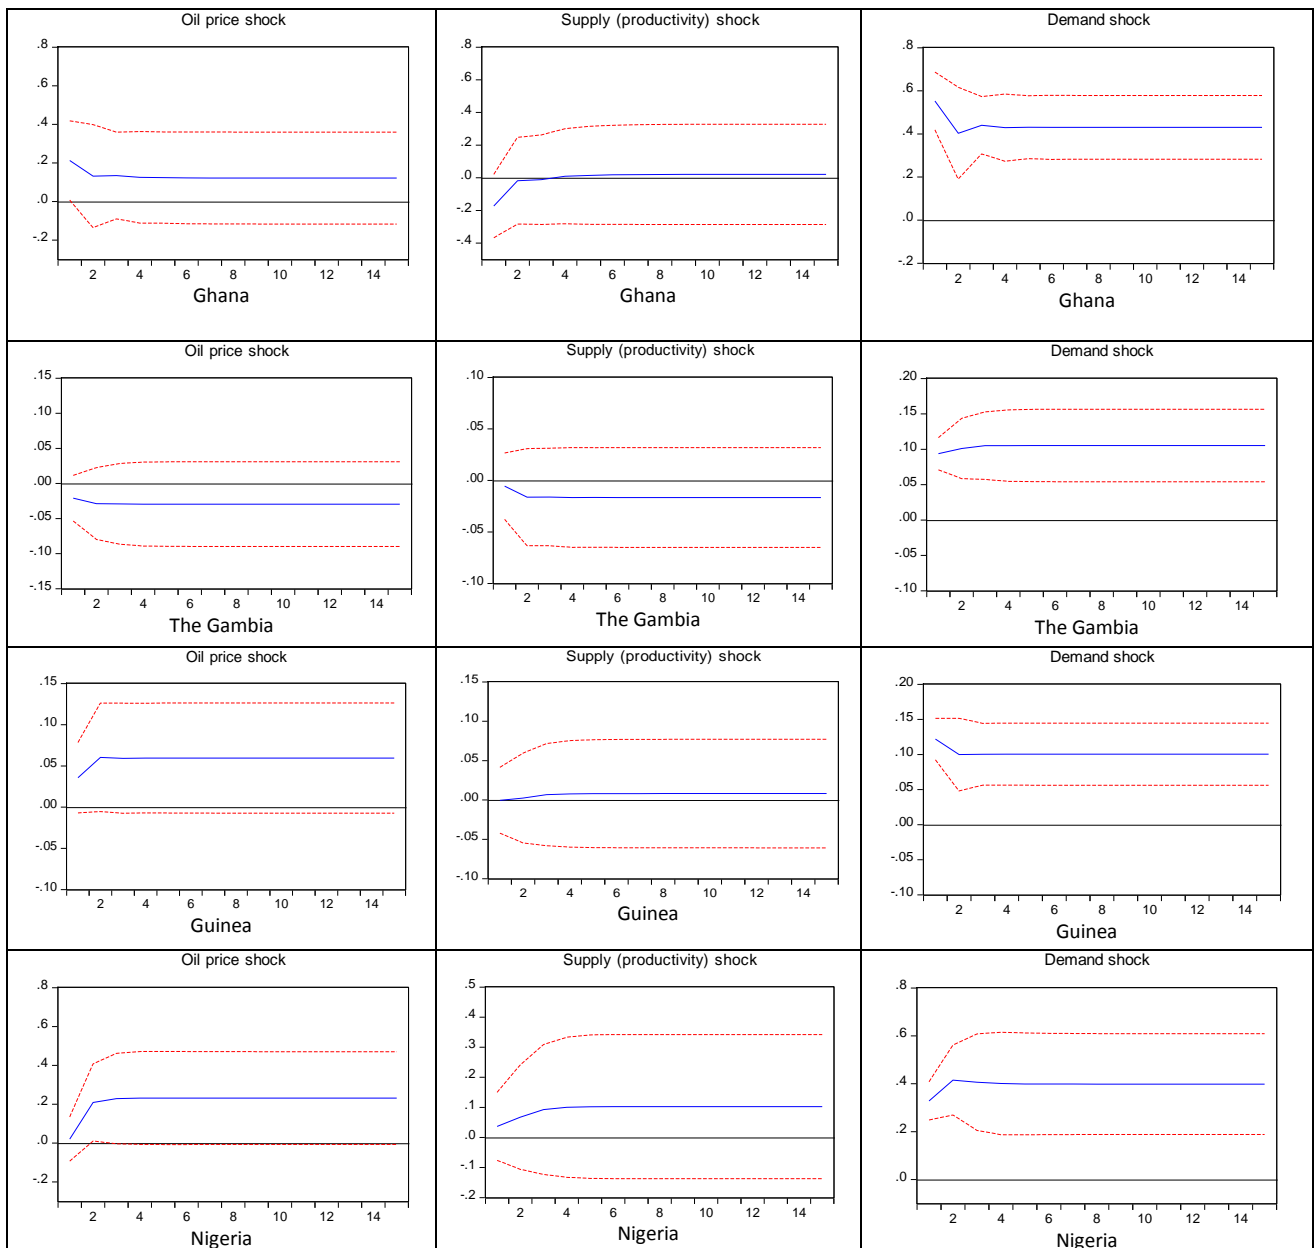 Oil price shock
.8
.6
.4
.2
.0
-.2
2 4 6 8 10 12 14
Ghana
Supply (productivity) shock
.8
.6
.4
.2
.0
-.2
-.4
2 4 6 8 10 12 14
Ghana
Demand shock
.8
.6
.4
.2
.0
-.2
2 4 6 8 10 12 14
Ghana
Oil price shock
.15
.10
.05
.00
-.05
-.10
-.15
2 4 6 8 10 12 14
The Gambia
Supply (productivity) shock
.10
.05
.00
-.05
-.10
2 4 6 8 10 12 14
The Gambia
Demand shock
.20
.15
.10
.05
.00
-.05
-.10
2 4 6 8 10 12 14
The Gambia
Oil price shock
.15
.10
.05
.00
-.05
-.10
2 4 6 8 10 12 14
Guinea
Supply (productivity) shock
.15
.10
.05
.00
-.05
-.10
2 4 6 8 10 12 14
Guinea
Demand shock
.20
.15
.10
.05
.00
-.05
-.10
2 4 6 8 10 12 14
Guinea
Oil price shock
.8
.6
.4
.2
.0
-.2
2 4 6 8 10 12 14
Nigeria
Supply (productivity) shock
.5
.4
.3
.2
.1
.0
-.1
-.2
2 4 6 8 10 12 14
Nigeria
Demand shock
.8
.6
.4
.2
.0
2 4 6 8 10 12 14
Nigeria